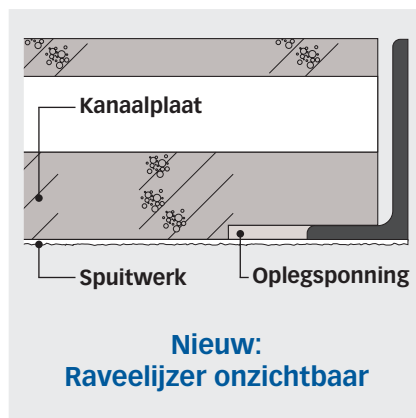 Kanaalplaat
Spuitwerk
Oplegsponning
Nieuw:
Raveelijzer onzichtbaar